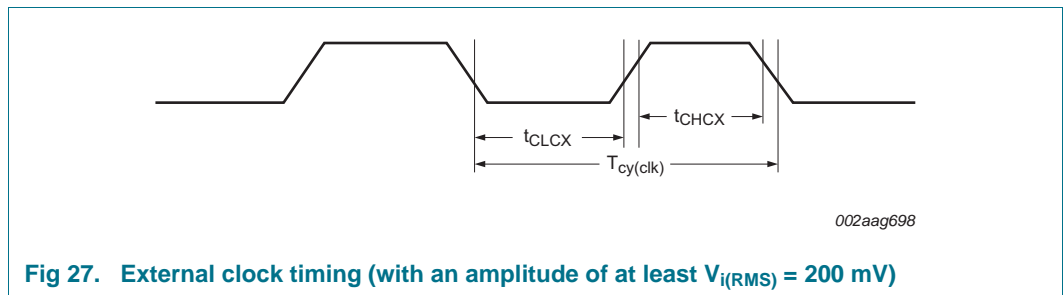 tCHCX
tCLCX
Tcy(clk)
002aag698
Fig 27. External clock timing (with an amplitude of at least Vi(RMS) = 200 mV)